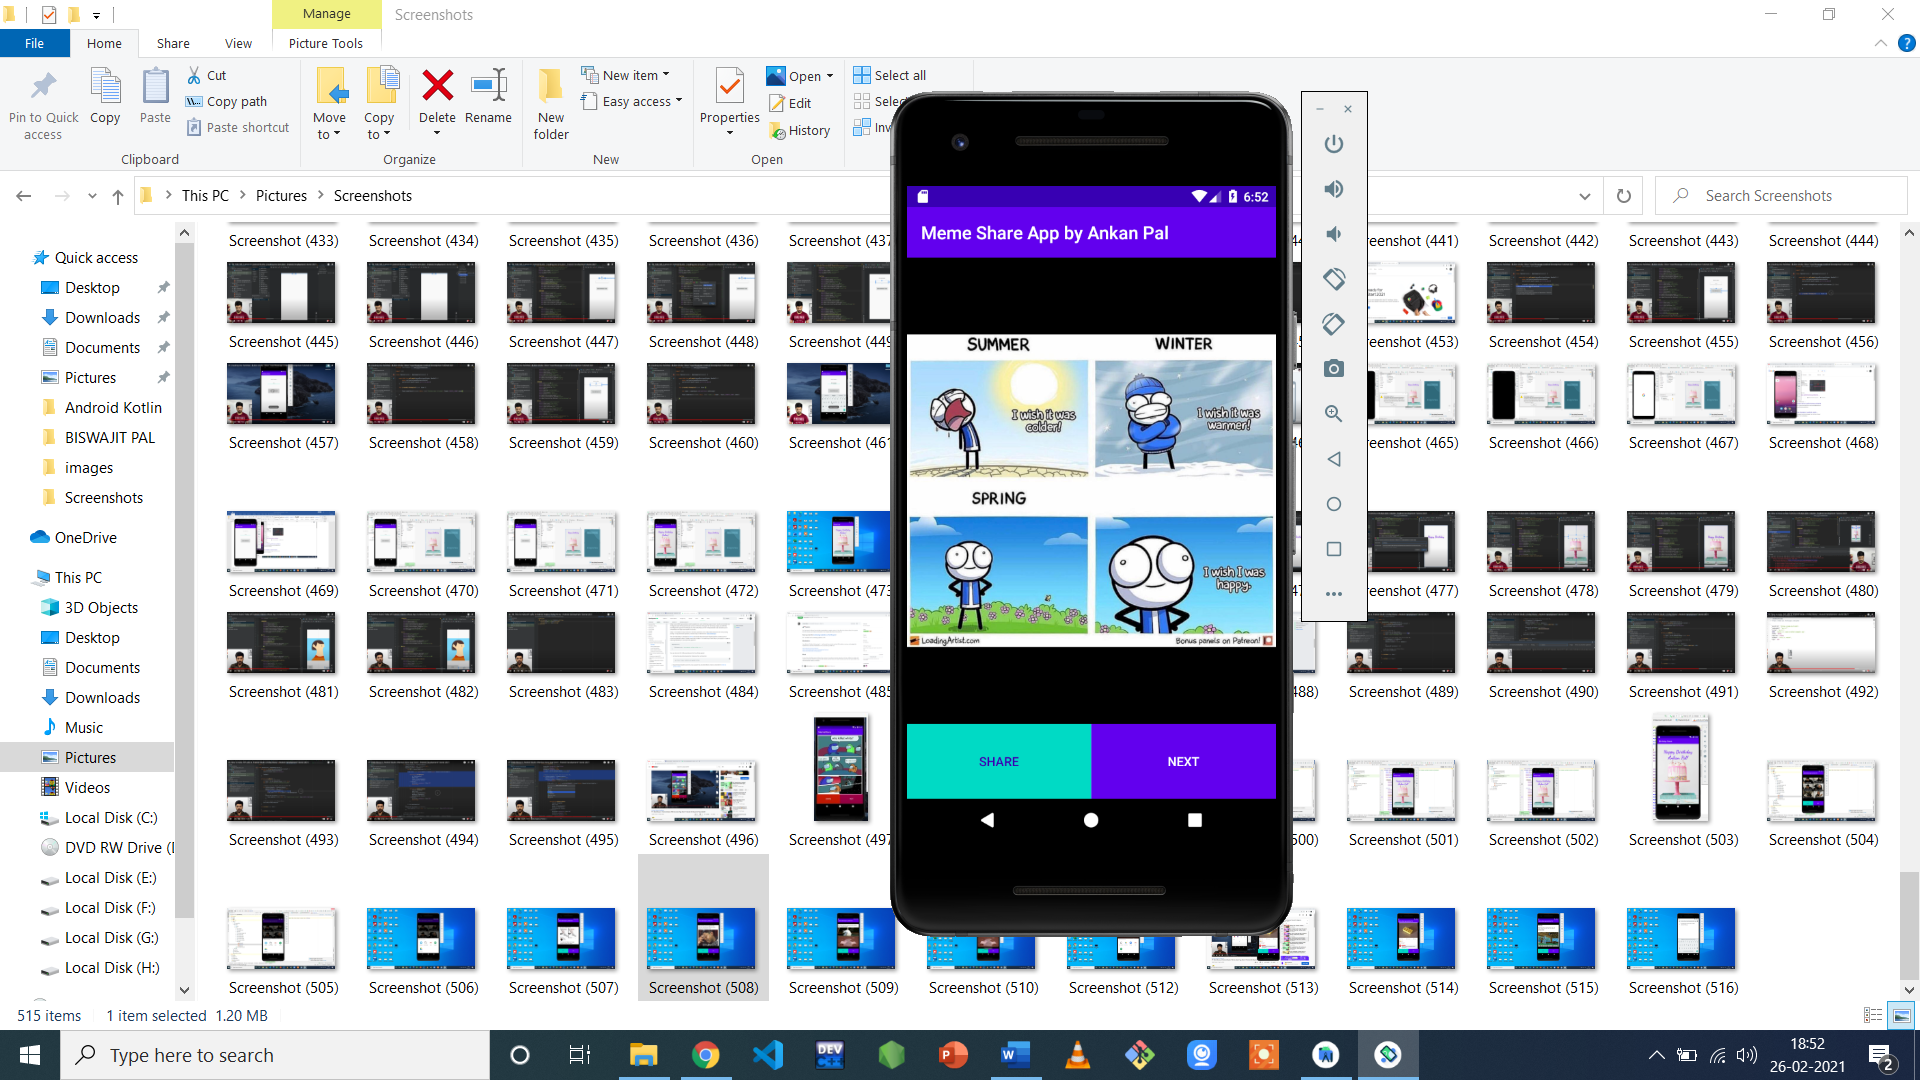 Manage
Screenshots
File
Home
Share
View
Picture Tools
Pin to Quick access
Copy
Paste
Cut
Copy path
Paste shortcut
Clipboard
Move to
Copy to
Delete
Rename
Organize
New folder
New item
Easy access
New
Properties
Open
Edit
History
Open
Select all
This PC
Pictures
Screenshots
Search Screenshots
Quick access
Desktop
Downloads
Documents
Pictures
Android Kotlin
BISWAJIT PAL
images
Screenshots
OneDrive
This PC
3D Objects
Desktop
Documents
Downloads
Music
Pictures
Videos
Local Disk (C:)
DVD RW Drive (
Local Disk (E:)
Local Disk (F:)
Local Disk (G:)
Local Disk (H:)
Screenshot (433) Screenshot (434) Screenshot (435) Screenshot (436) Screenshot (437 (441) Screenshot (442) Screenshot (443) Screenshot (444)
Screenshot (445) Screenshot (446) Screenshot (447) Screenshot (448) Screenshot (449 (453) Screenshot (454) Screenshot (455) Screenshot (456)
Screenshot (457) Screenshot (458) Screenshot (459) Screenshot (460) Screenshot (461 (465) Screenshot (466) Screenshot (467) Screenshot (468)
Screenshot (469) Screenshot (470) Screenshot (471) Screenshot (472) Screenshot (473 (477) Screenshot (478) Screenshot (479) Screenshot (480)
Screenshot (481) Screenshot (482) Screenshot (483) Screenshot (484) Screenshot (485 488) Screenshot (489) Screenshot (490) Screenshot (491) Screenshot (492)
Screenshot (493) Screenshot (494) Screenshot (495) Screenshot (496) Screenshot (497 500) Screenshot (501) Screenshot (502) Screenshot (503) Screenshot (504)
Screenshot (505) Screenshot (506) Screenshot (507) Screenshot (508) Screenshot (509) Screenshot (510) Screenshot (512) Screenshot (513) Screenshot (514) Screenshot (515) Screenshot (516)
6:52
Meme Share App by Ankan Pal
SUMMER
WINTER
I wish it was colder!
I wish it was warmer!
SPRING
I wish I was happy.
LoadingArtist.com
Bonus panels on Patreon!
SHARE
NEXT
515 items
1 item selected 1.20 MB
Type here to search
DEV
18:52
26-02-2021
2